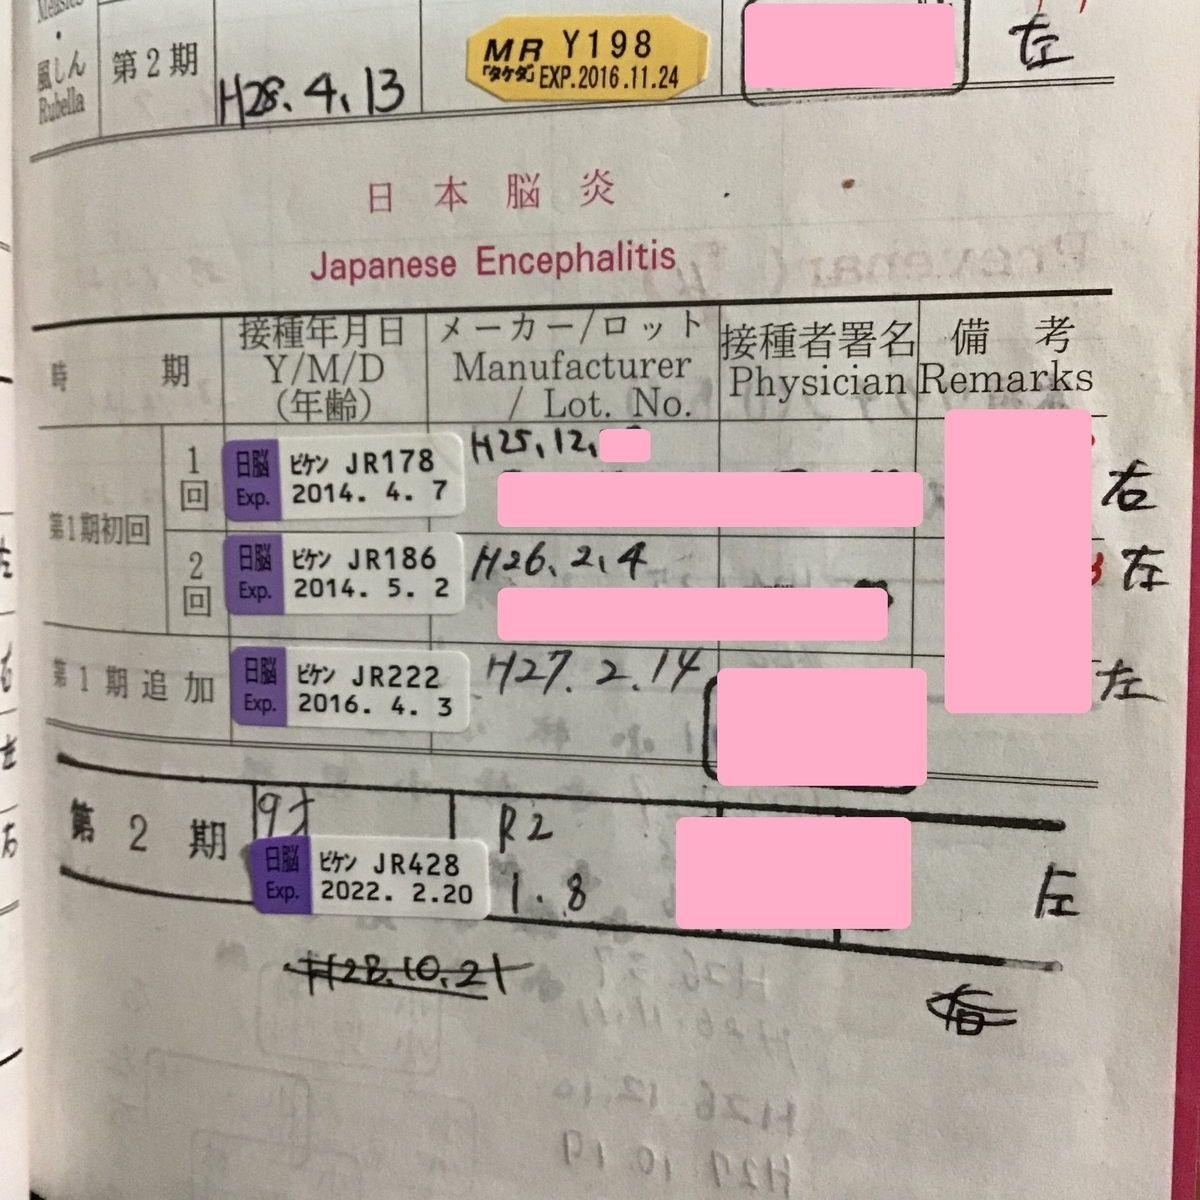 Measles
・
風しん
Rubella
第2期
H28.4.13
MR Y198
「タケダ」EXP.2016.11.24
左
日本脳炎
Japanese Encephalitis
時期
接種年月日
Y/M/D
(年齢)
メーカー/ロット
Manufacturer
/ Lot. No.
接種者署名
Physician
備考
Remarks
第1期初回
1回
日脳 ビケン JR178
Exp. 2014. 4. 7
H25.12.
右
2回
日脳 ビケン JR186
Exp. 2014. 5. 2
H26.2.4
左
第1期追加
日脳 ビケン JR222
Exp. 2016. 4. 3
H27.2.14
左
第2期
9才
日脳 ビケン JR428
Exp. 2022. 2.20
R2
1.8
左
H28.10.21
右